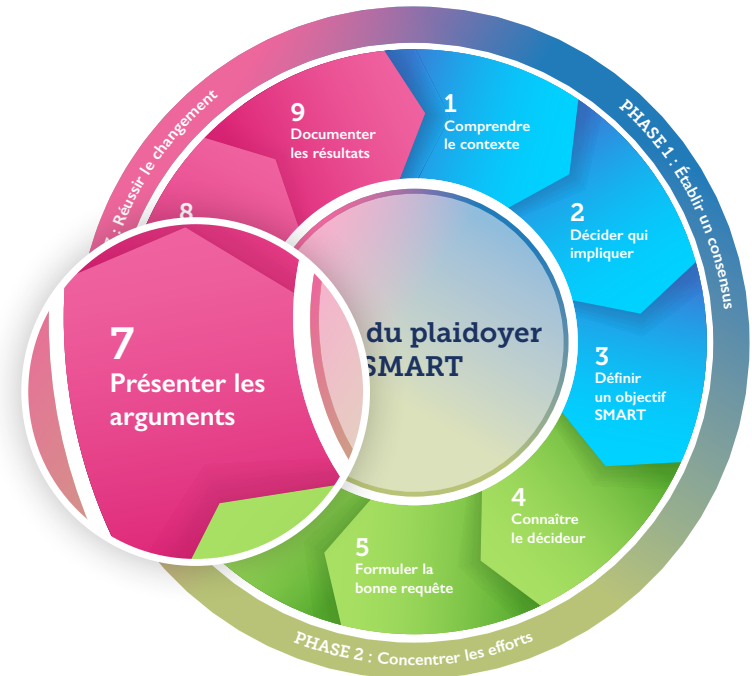 PHASE 1 : Établir un consensus
1
Comprendre
le contexte
2
Décider qui
impliquer
3
Définir
un objectif
SMART
PHASE 2 : Concentrer les efforts
4
Connaître
le décideur
5
Formuler la
bonne requête
: Réussir le changement
7
Présenter les
arguments
8
9
Documenter
les résultats
du plaidoyer
SMART